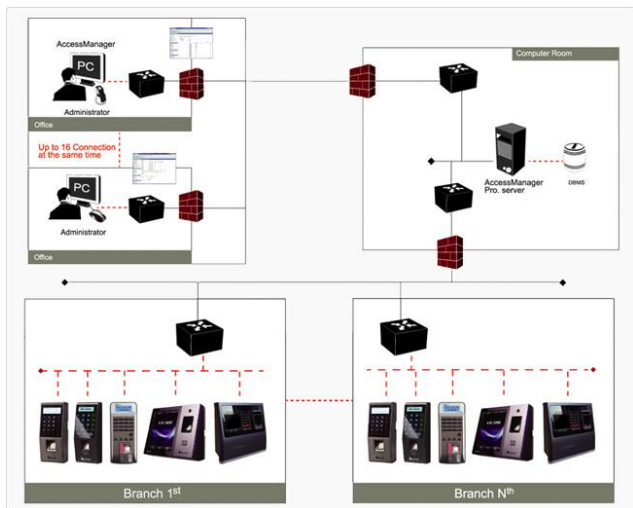 AccessManager
PC
Administrator
Office
Up to 16 Connection
at the same time
PC
Administrator
Office
Computer Room
AccessManager
Pro. server
DBMS
Branch 1st
Branch Nth